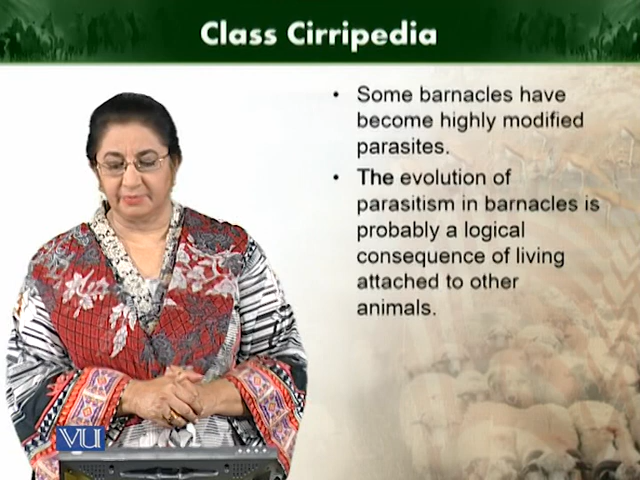 Class Cirripedia
• Some barnacles have
become highly modified
parasites.
• The evolution of
parasitism in barnacles is
probably a logical
consequence of living
attached to other
animals.
VU